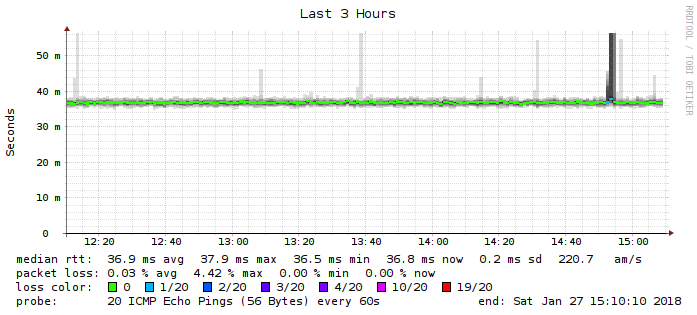 Last 3 Hours
RRDTOOL / TOBI OETIKER
Seconds
50 m
40 m
30 m
20 m
10 m
0
12:20 12:40 13:00 13:20 13:40 14:00 14:20 14:40 15:00
median rtt: 36.9 ms avg 37.9 ms max 36.5 ms min 36.8 ms now 0.2 ms sd 220.7 am/s
packet loss: 0.03 % avg 4.42 % max 0.00 % min 0.00 % now
loss color: 0 1/20 2/20 3/20 4/20 10/20 19/20
probe: 20 ICMP Echo Pings (56 Bytes) every 60s end: Sat Jan 27 15:10:10 2018